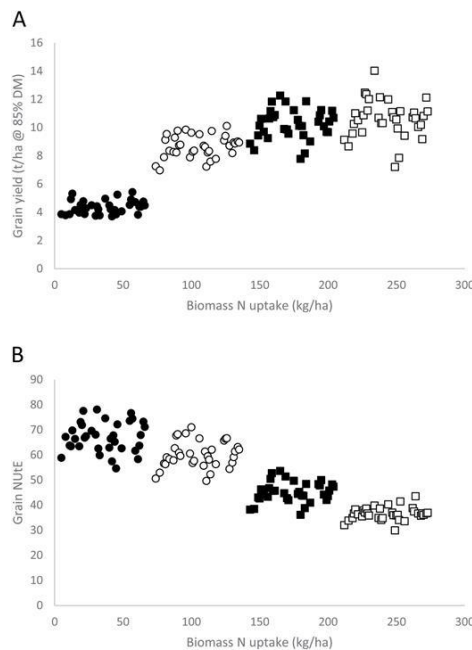 A
Grain yield (t/ha @ 85% DM)
16
14
12
10
8
6
4
2
0
0 50 100 150 200 250 300
Biomass N uptake (kg/ha)
B
Grain NUtE
90
80
70
60
50
40
30
20
10
0
0 50 100 150 200 250 300
Biomass N uptake (kg/ha)